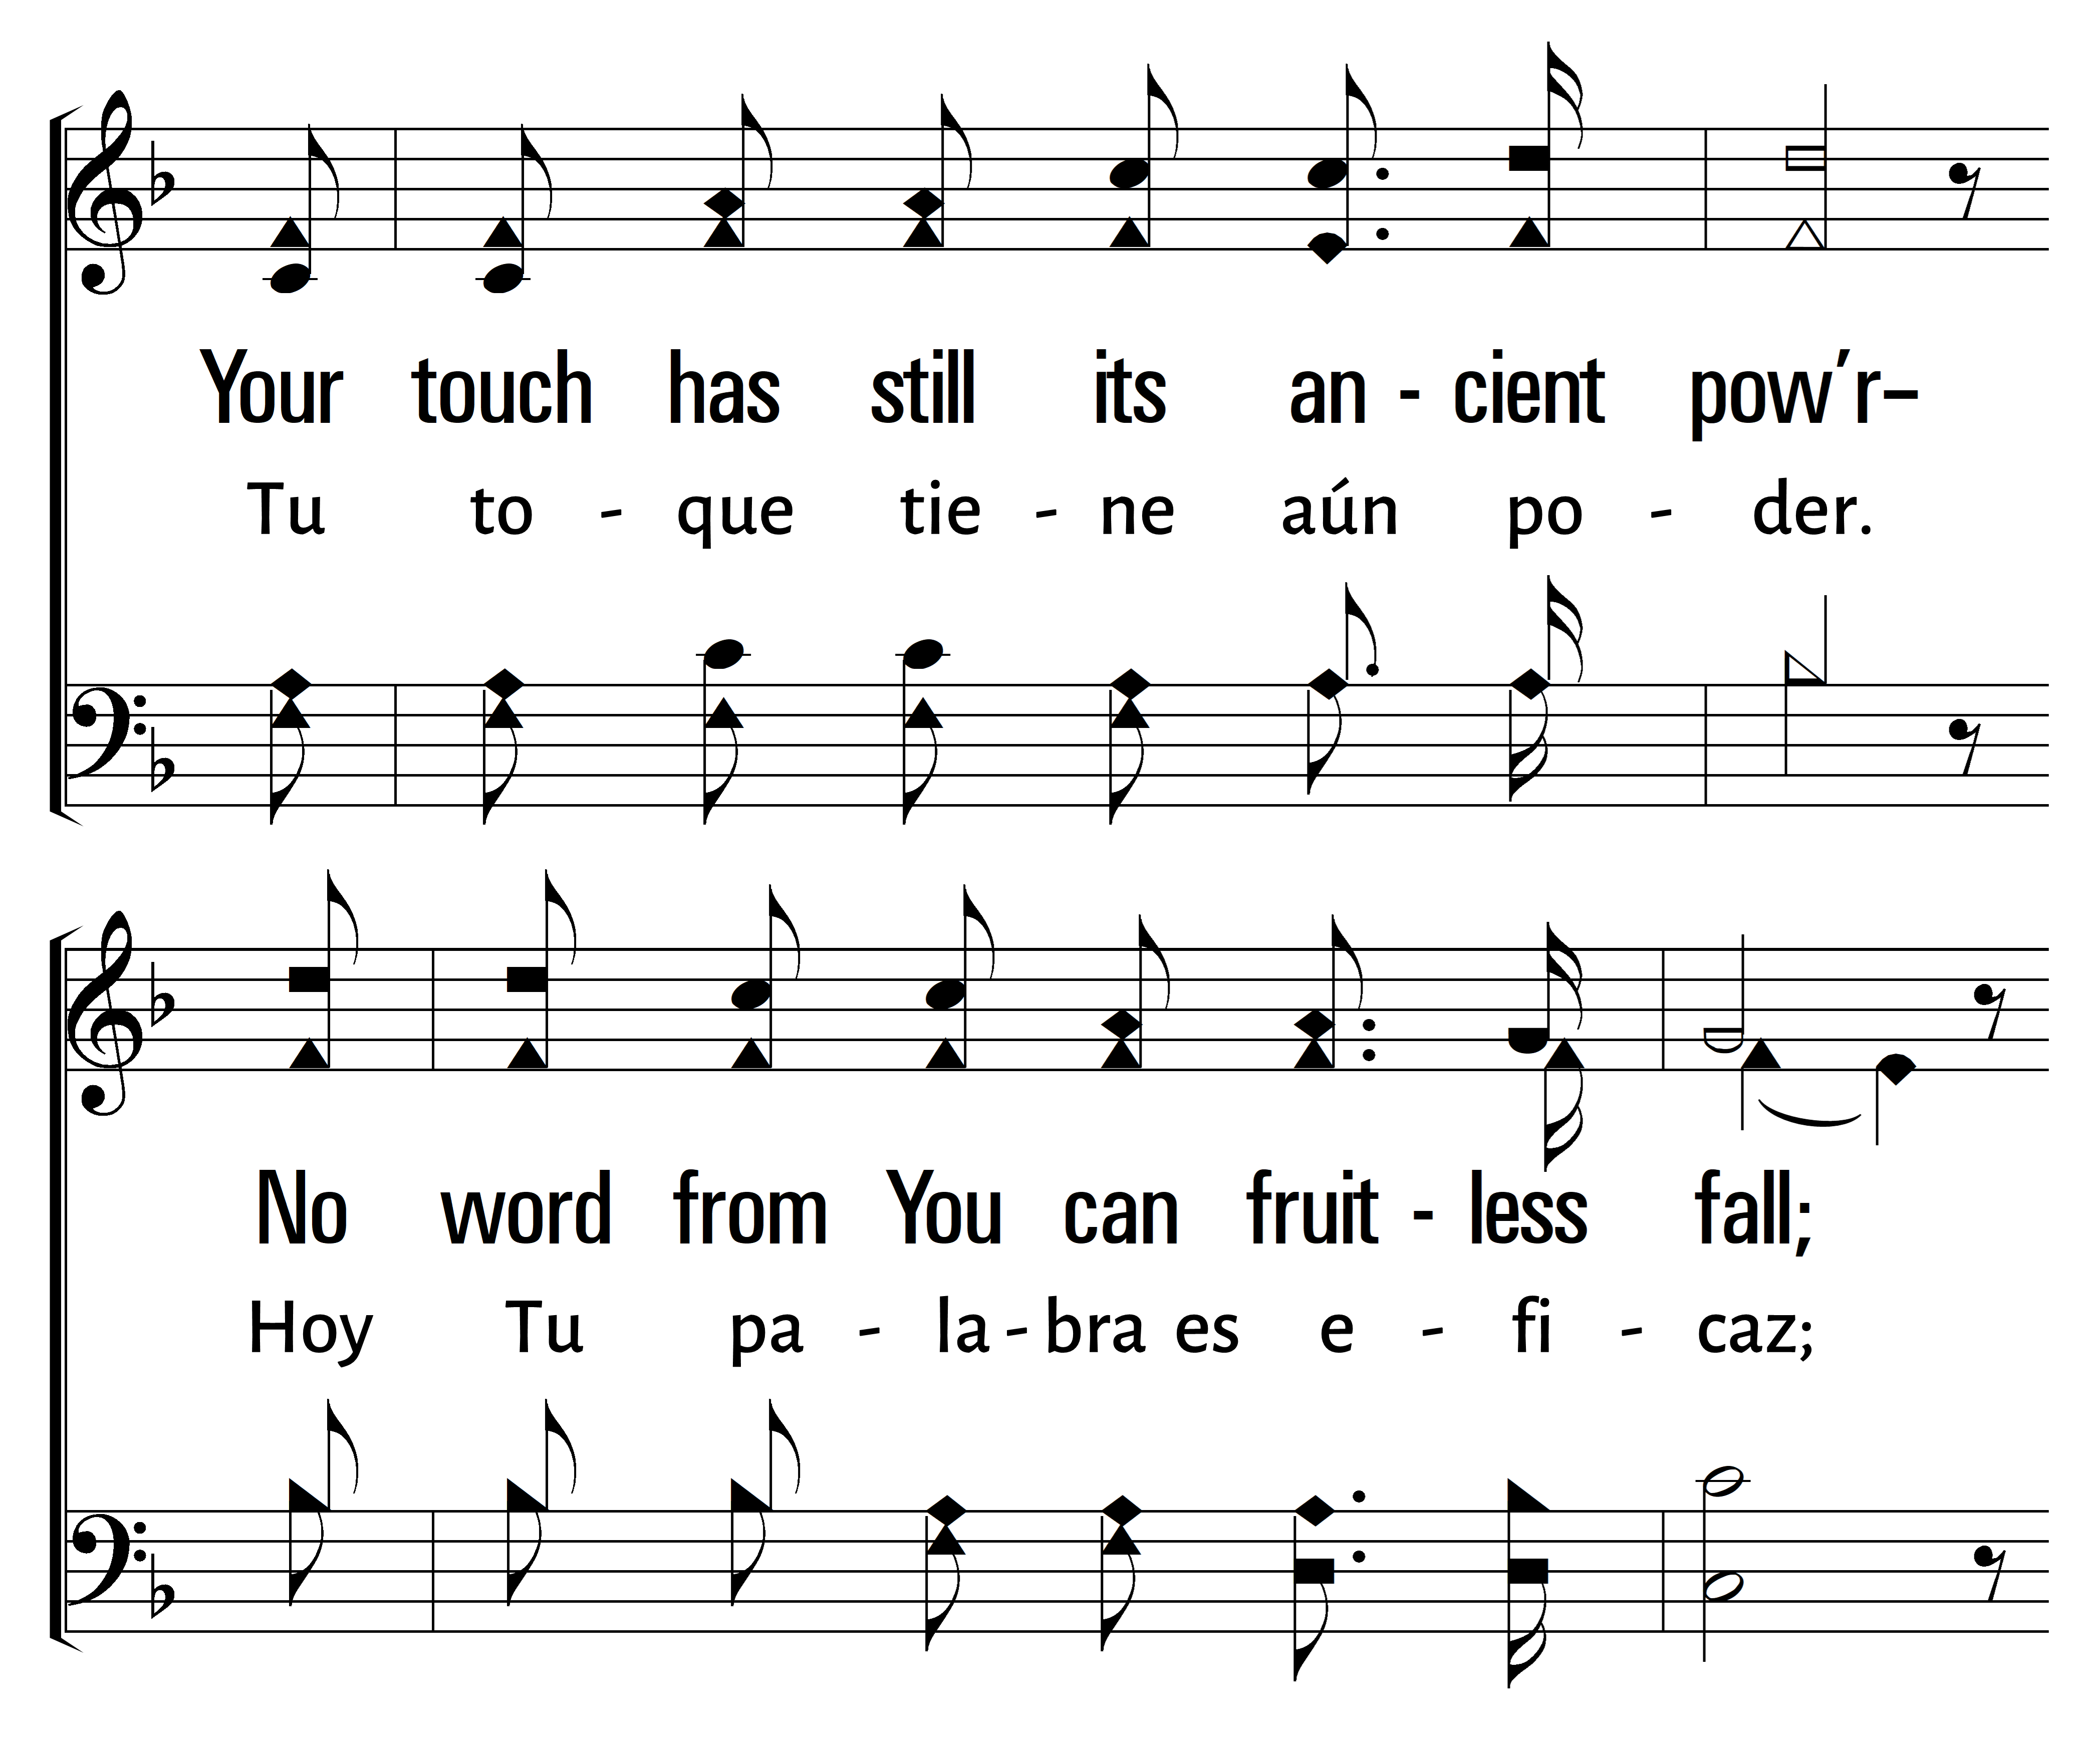 Your touch has still its an - cient pow'r–
Tu to - que tie - ne aún po - der.
No word from You can fruit - less fall;
Hoy Tu pa - la - bra es e - fi - caz;